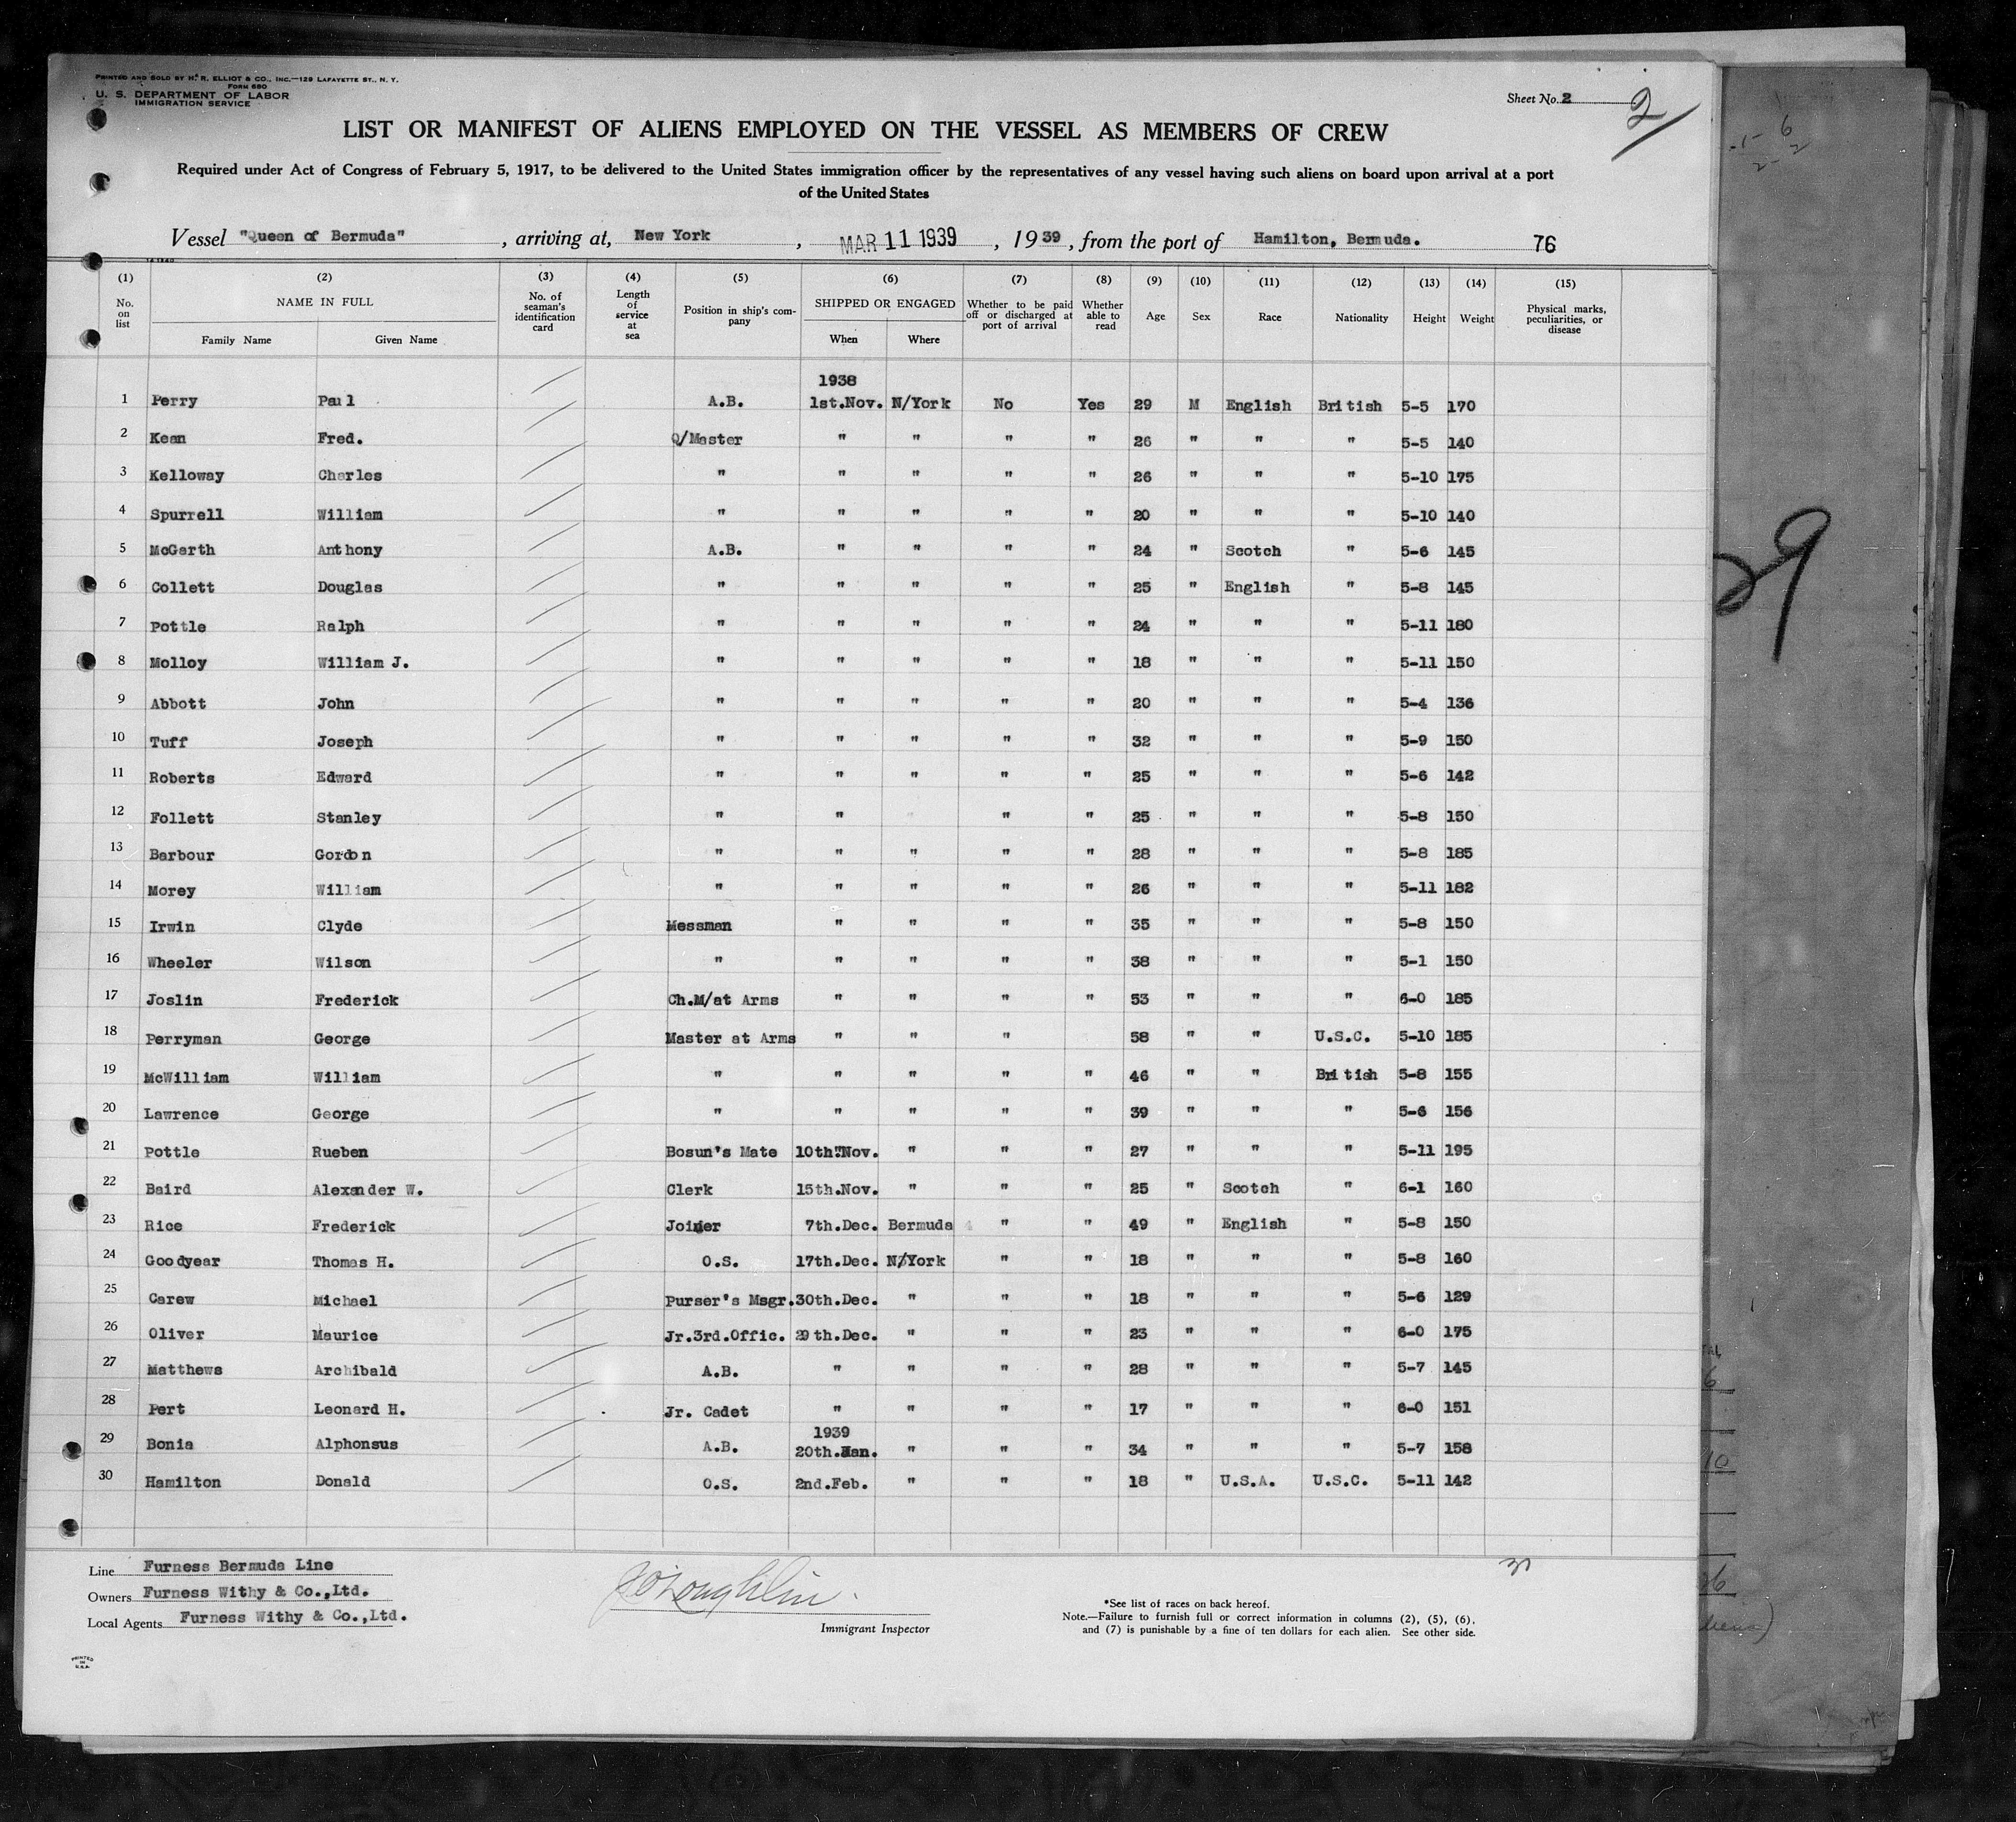 PRINTED AND SOLD BY H. R. ELLIOT & CO., INC.—129 LAFAYETTE ST., N. Y.
FORM 680
U. S. DEPARTMENT OF LABOR
IMMIGRATION SERVICE
Sheet No. 2
2
LIST OR MANIFEST OF ALIENS EMPLOYED ON THE VESSEL AS MEMBERS OF CREW
Required under Act of Congress of February 5, 1917, to be delivered to the United States immigration officer by the representatives of any vessel having such aliens on board upon arrival at a port
of the United States
Vessel "Queen of Bermuda", arriving at, New York, MAR 11 1939, 1939, from the port of Hamilton, Bermuda. 76
(1) (2) (3) (4) (5) (6) (7) (8) (9) (10) (11) (12) (13) (14) (15)
No. on list NAME IN FULL Family Name Given Name No. of seaman's identification card Length of service at sea Position in ship's company SHIPPED OR ENGAGED When Where Whether to be paid off or discharged at port of arrival Whether able to read Age Sex Race Nationality Height Weight Physical marks, peculiarities, or disease
1938
1 Perry Paul A.B. 1st.Nov. N/York No Yes 29 M English British 5-5 170
2 Kean Fred. Q/Master " " " " 26 " " " 5-5 140
3 Kelloway Charles " " " " " 26 " " " 5-10 175
4 Spurrell William " " " " " 20 " " " 5-10 140
5 McGarth Anthony A.B. " " " " 24 " Scotch " 5-6 145
6 Collett Douglas " " " " " 25 " English " 5-8 145
7 Pottle Ralph " " " " " 24 " " " 5-11 180
8 Molloy William J. " " " " " 18 " " " 5-11 150
9 Abbott John " " " " " 20 " " " 5-4 136
10 Tuff Joseph " " " " " 32 " " " 5-9 150
11 Roberts Edward " " " " " 25 " " " 5-6 142
12 Follett Stanley " " " " 25 " " " 5-8 150
13 Barbour Gordon " " " " " 28 " " " 5-8 185
14 Morey William " " " " " 26 " " " 5-11 182
15 Irwin Clyde Messman " " " " 35 " " " 5-8 150
16 Wheeler Wilson " " " " " 38 " " " 5-1 150
17 Joslin Frederick Ch.M/at Arms " " " " 53 " " " 6-0 185
18 Perryman George Master at Arms " " " 58 " " U.S.C. 5-10 185
19 McWilliam William " " " " " 46 " " British 5-8 155
20 Lawrence George " " " " " 39 " " " 5-6 156
21 Pottle Rueben Bosun's Mate 10th."Nov. " " " 27 " " " 5-11 195
22 Baird Alexander W. Clerk 15th.Nov. " " " 25 " Scotch " 6-1 160
23 Rice Frederick Joiner 7th.Dec. Bermuda " " 49 " English " 5-8 150
24 Goodyear Thomas H. O.S. 17th.Dec. N/York " " 18 " " " 5-8 160
25 Carew Michael Purser's Msgr. 30th.Dec. " " " 18 " " " 5-6 129
26 Oliver Maurice Jr.3rd.Offic. 29th.Dec. " " " 23 " " " 6-0 175
27 Matthews Archibald A.B. " " " " 28 " " " 5-7 145
28 Pert Leonard H. Jr. Cadet " " " " 17 " " " 6-0 151
1939
29 Bonia Alphonsus A.B. 20th.Jan. " " " 34 " " " 5-7 158
30 Hamilton Donald O.S. 2nd.Feb. " " " 18 " U.S.A. U.S.C. 5-11 142
Line Furness Bermuda Line
Owners Furness Withy & Co.,Ltd.
Local Agents Furness Withy & Co.,Ltd.
J O'Loughlin
Immigrant Inspector
*See list of races on back hereof.
Note.—Failure to furnish full or correct information in columns (2), (5), (6),
and (7) is punishable by a fine of ten dollars for each alien. See other side.
PRINTED
IN
U.S.A.
29
10